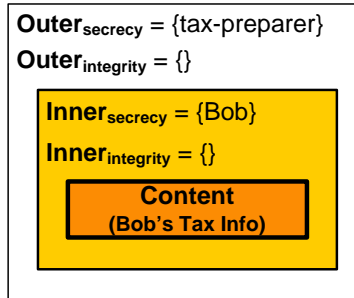 Outersecrecy = {tax-preparer}
Outerintegrity = {}
Innersecrecy = {Bob}
Innerintegrity = {}
Content
(Bob's Tax Info)